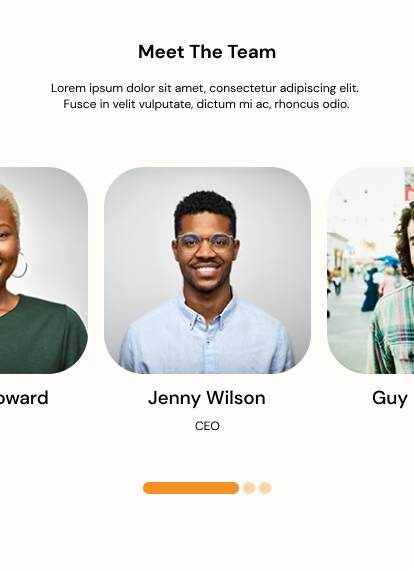 Meet The Team
Lorem ipsum dolor sit amet, consectetur adipiscing elit.
Fusce in velit vulputate, dictum mi ac, rhoncus odio.
oward
Jenny Wilson
Guy
CEO